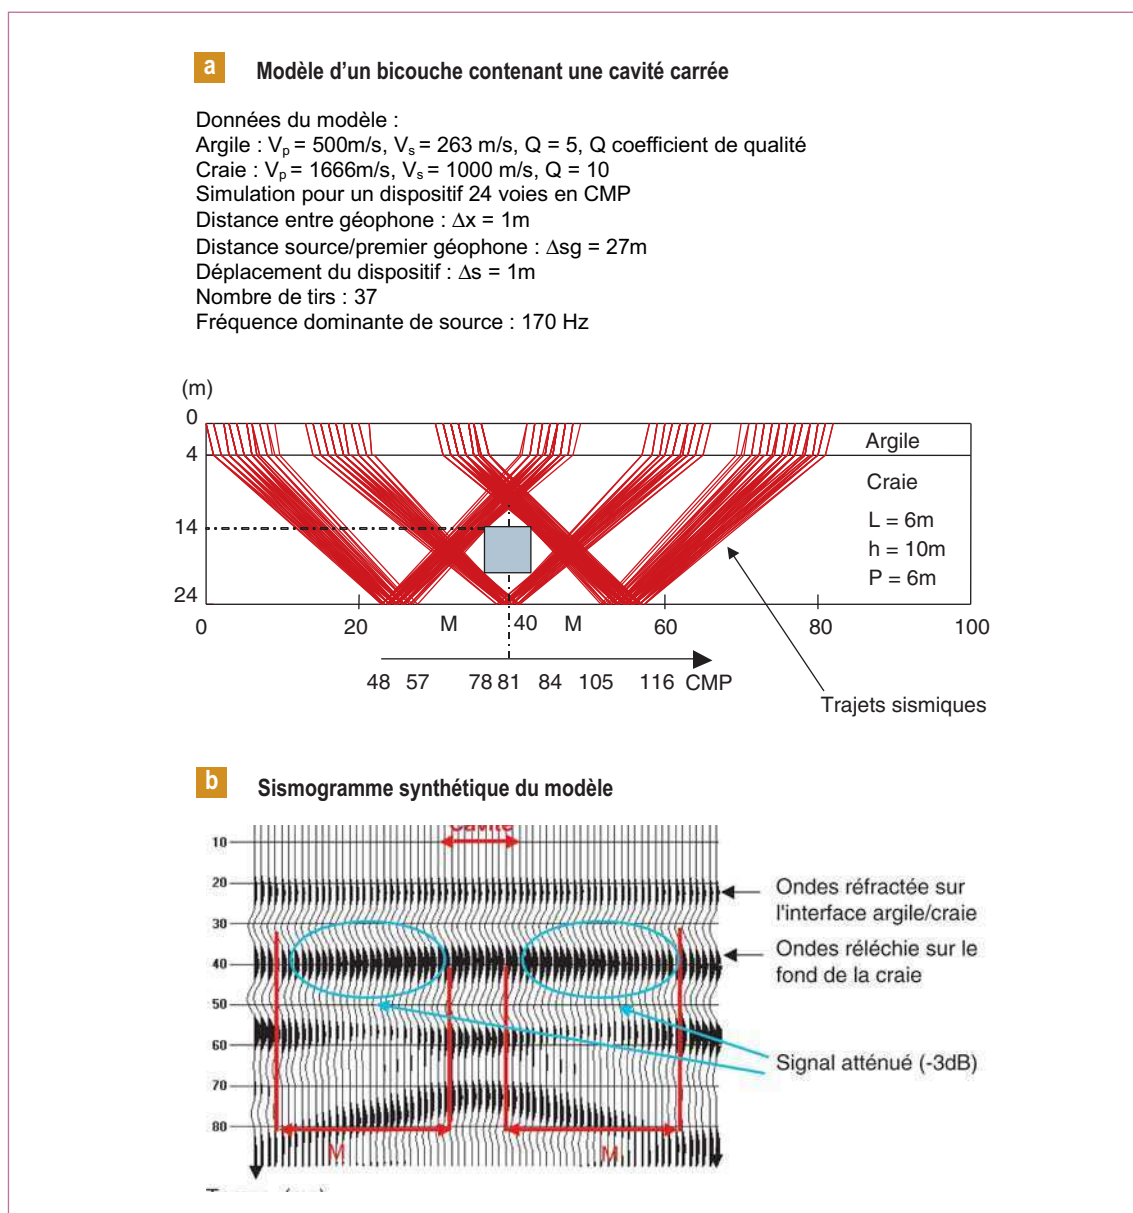 a
Modèle d'un bicouche contenant une cavité carrée
Données du modèle :
Argile : Vp = 500m/s, Vs = 263 m/s, Q = 5, Q coefficient de qualité
Craie : Vp = 1666m/s, Vs = 1000 m/s, Q = 10
Simulation pour un dispositif 24 voies en CMP
Distance entre géophone : Δx = 1m
Distance source/premier géophone : Δsg = 27m
Déplacement du dispositif : Δs = 1m
Nombre de tirs : 37
Fréquence dominante de source : 170 Hz
(m)
0
4
14
24
Argile
Craie
L = 6m
h = 10m
P = 6m
0 20 M 40 M 60 80 100
48 57 78 81 84 105 116 CMP
Trajets sismiques
b
Sismogramme synthétique du modèle
Cavité
10
20
30
40
50
60
70
80
Ondes réfractée sur
l'interface argile/craie
Ondes réléchie sur le
fond de la craie
Signal atténué (-3dB)
M M